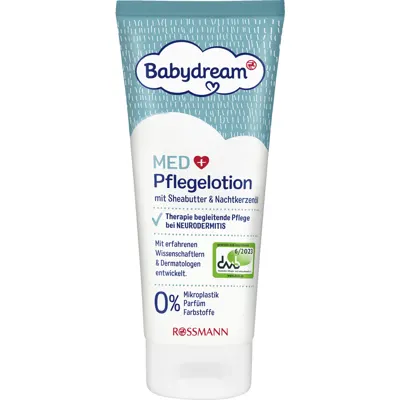 Babydream
MED
Pflegelotion
mit Sheabutter & Nachtkerzenöl
Therapie begleitende Pflege
bei NEURODERMITIS
Mit erfahrenen
Wissenschaftlern
& Dermatologen
entwickelt.
6/2023
0% Mikroplastik
Parfüm
Farbstoffe
ROSSMANN